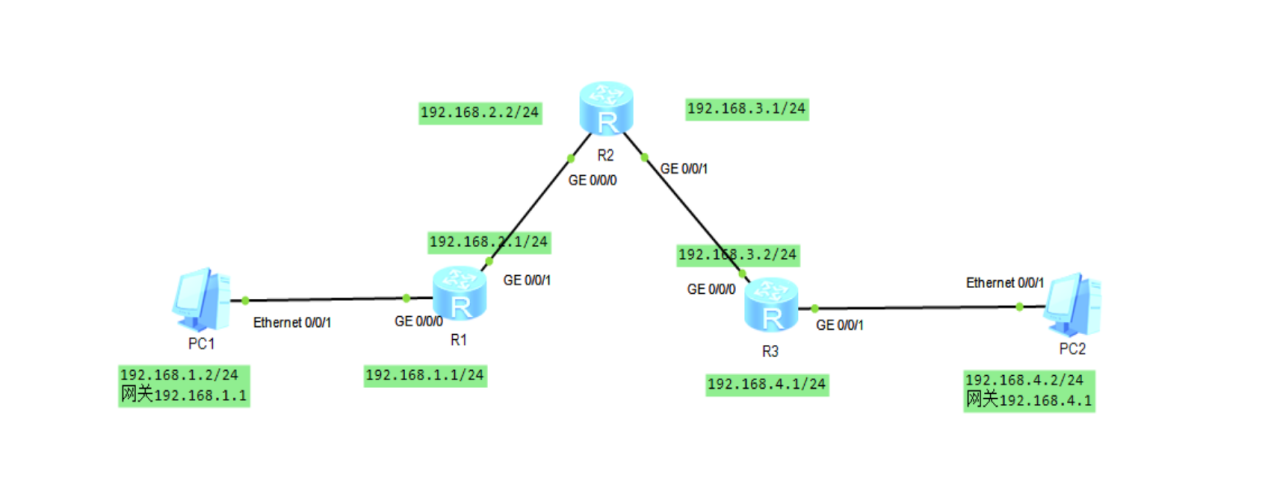 192.168.2.2/24
192.168.3.1/24
R
R2
GE 0/0/1
GE 0/0/0
192.168.2.1/24
192.168.3.2/24
GE 0/0/1
GE 0/0/0
Ethernet 0/0/1
R
R
Ethernet 0/0/1
GE 0/0/0
GE 0/0/1
PC1
R1
R3
PC2
192.168.1.2/24
网关192.168.1.1
192.168.1.1/24
192.168.4.1/24
192.168.4.2/24
网关192.168.4.1